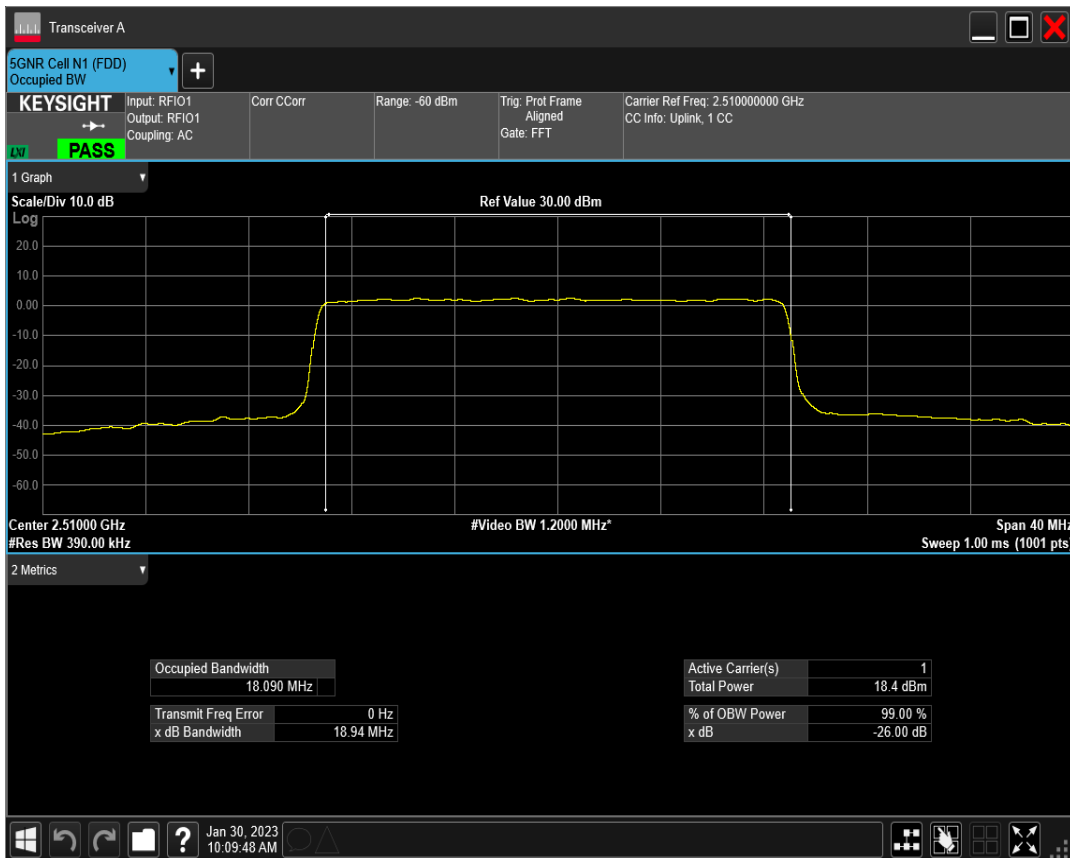 Transceiver A
5GNR Cell N1 (FDD)
Occupied BW
+
KEYSIGHT
LXI
PASS
Input: RFIO1
Output: RFIO1
Coupling: AC
Corr CCorr
Range: -60 dBm
Trig: Prot Frame
Aligned
Gate: FFT
Carrier Ref Freq: 2.510000000 GHz
CC Info: Uplink, 1 CC
1 Graph
Scale/Div 10.0 dB
Ref Value 30.00 dBm
Log
20.0
10.0
0.00
-10.0
-20.0
-30.0
-40.0
-50.0
-60.0
Center 2.51000 GHz
#Video BW 1.2000 MHz*
Span 40 MHz
#Res BW 390.00 kHz
Sweep 1.00 ms (1001 pts)
2 Metrics
Occupied Bandwidth
18.090 MHz
Transmit Freq Error 0 Hz
x dB Bandwidth 18.94 MHz
Active Carrier(s) 1
Total Power 18.4 dBm
% of OBW Power 99.00 %
x dB -26.00 dB
?
Jan 30, 2023
10:09:48 AM